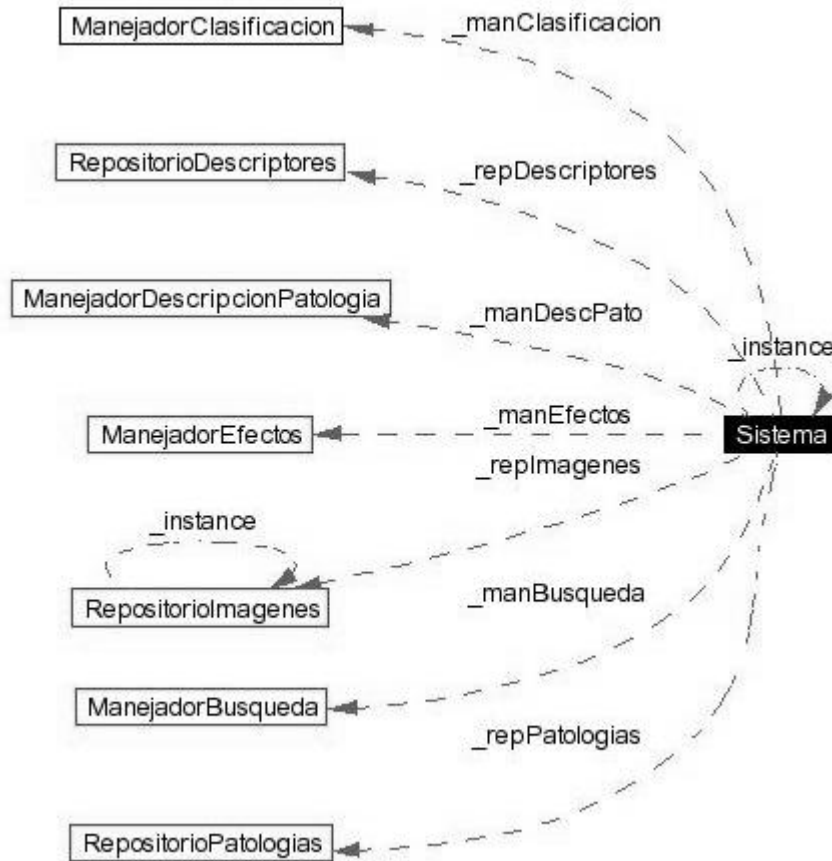 ManejadorClasificacion
_manClasificacion
RepositorioDescriptores
_repDescriptores
ManejadorDescripcionPatologia
_manDescPato
_instance
ManejadorEfectos
_manEfectos
Sistema
_repImagenes
_instance
RepositorioImagenes
_manBusqueda
ManejadorBusqueda
_repPatologias
RepositorioPatologias